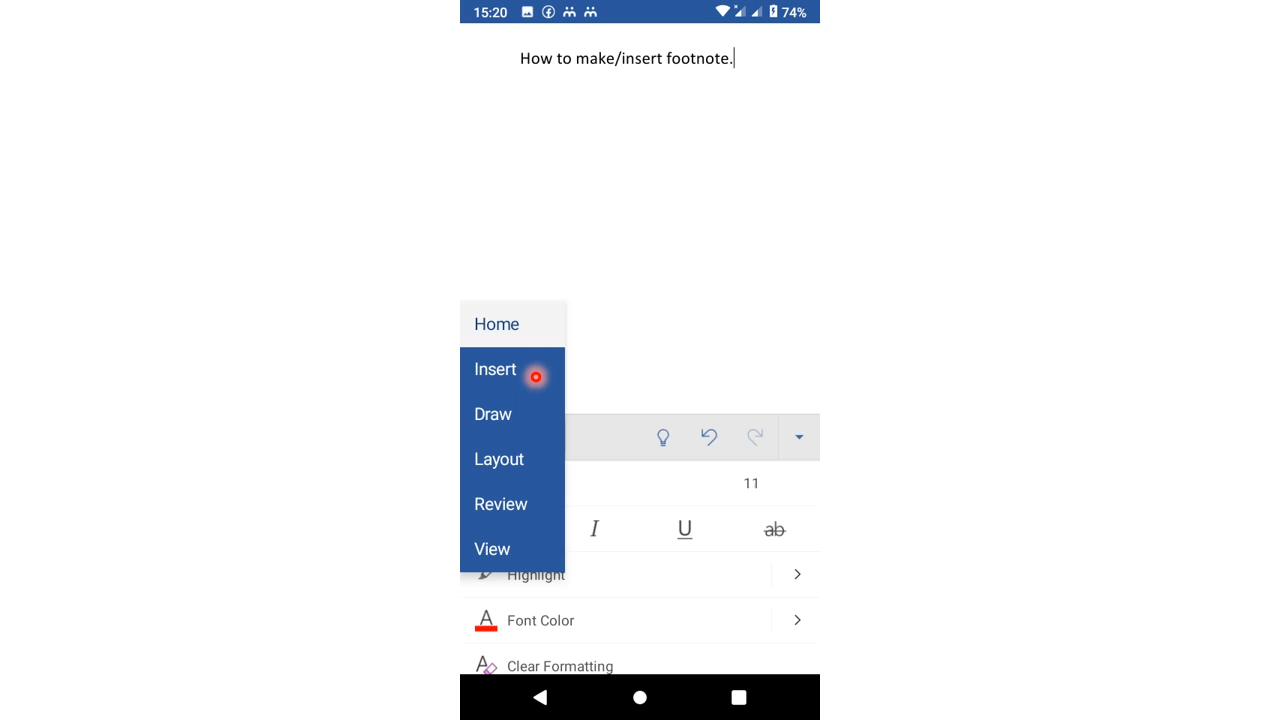 15:20
74%
How to make/insert footnote.
Home
Insert
Draw
Layout
11
Review
I U ab
View
Highlight
A Font Color
A Clear Formatting